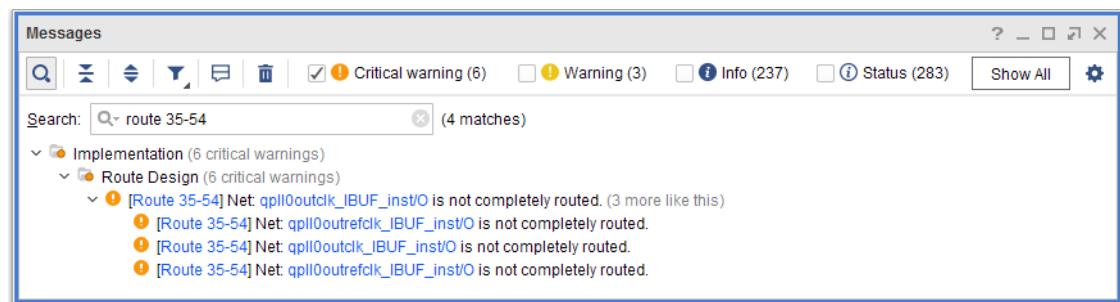 Messages
Critical warning (6) Warning (3) Info (237) Status (283) Show All
Search: route 35-54 (4 matches)
Implementation (6 critical warnings)
Route Design (6 critical warnings)
[Route 35-54] Net: qpll0outclk_IBUF_inst/O is not completely routed. (3 more like this)
[Route 35-54] Net: qpll0outrefclk_IBUF_inst/O is not completely routed.
[Route 35-54] Net: qpll0outclk_IBUF_inst/O is not completely routed.
[Route 35-54] Net: qpll0outrefclk_IBUF_inst/O is not completely routed.